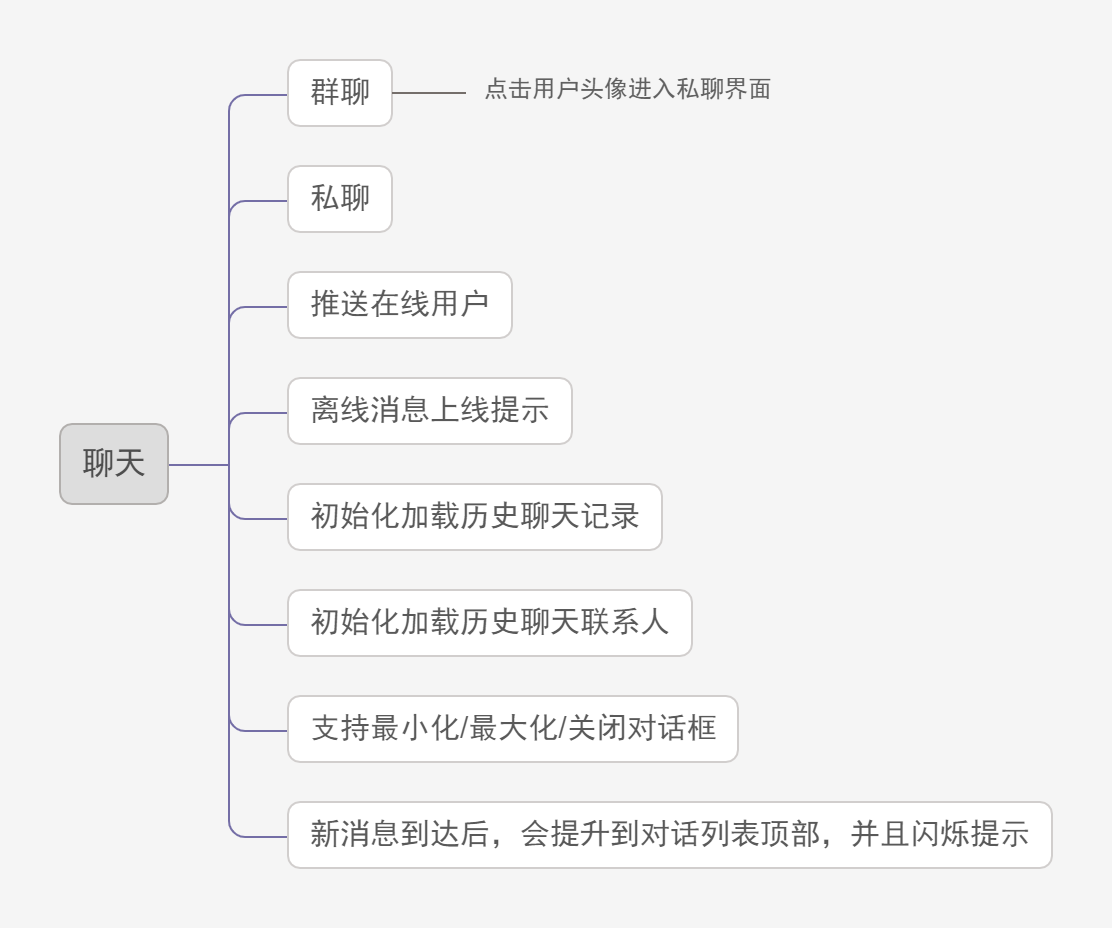 群聊
点击用户头像进入私聊界面
私聊
推送在线用户
离线消息上线提示
聊天
初始化加载历史聊天记录
初始化加载历史聊天联系人
支持最小化/最大化/关闭对话框
新消息到达后，会提升到对话列表顶部，并且闪烁提示